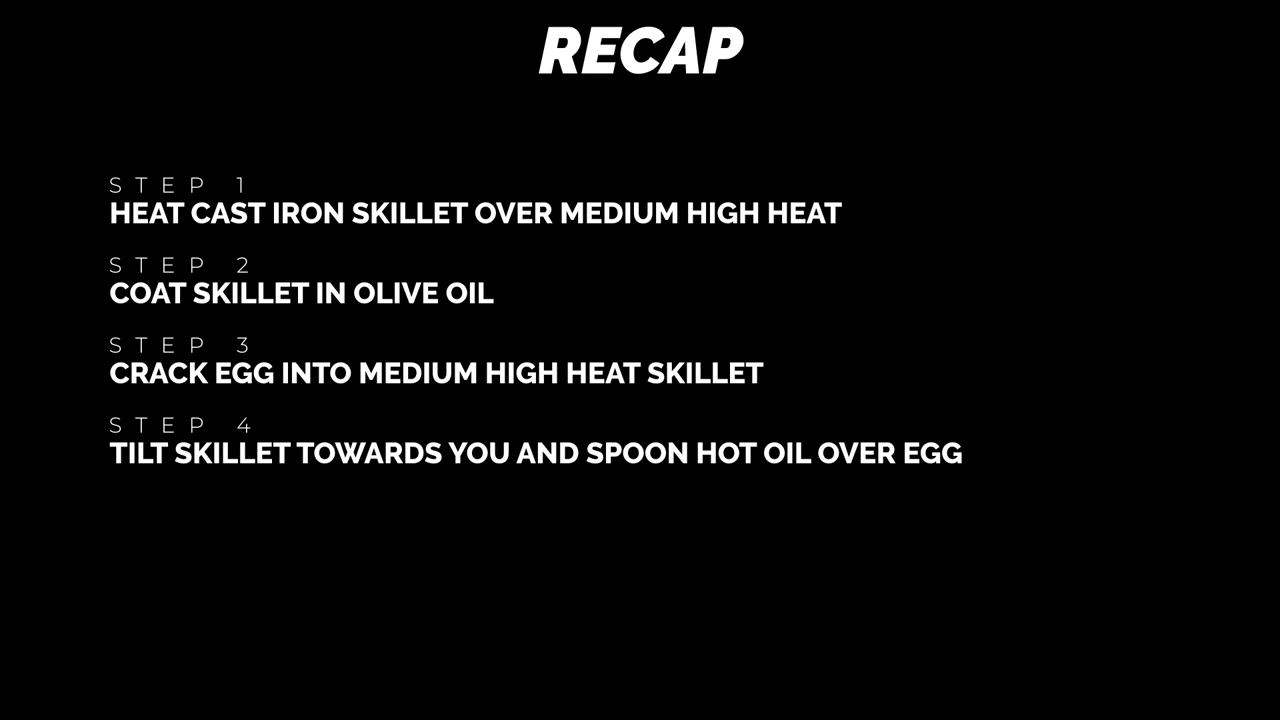 RECAP
STEP 1
HEAT CAST IRON SKILLET OVER MEDIUM HIGH HEAT
STEP 2
COAT SKILLET IN OLIVE OIL
STEP 3
CRACK EGG INTO MEDIUM HIGH HEAT SKILLET
STEP 4
TILT SKILLET TOWARDS YOU AND SPOON HOT OIL OVER EGG